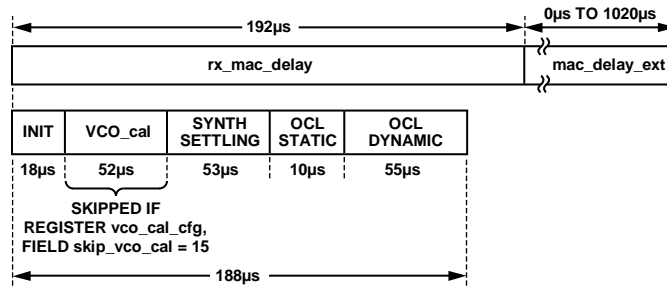 192µs
0µs TO 1020µs
rx_mac_delay
mac_delay_ext
INIT
VCO_cal
SYNTH
SETTLING
OCL
STATIC
OCL
DYNAMIC
18µs
52µs
53µs
10µs
55µs
SKIPPED IF
REGISTER vco_cal_cfg,
FIELD skip_vco_cal = 15
188µs